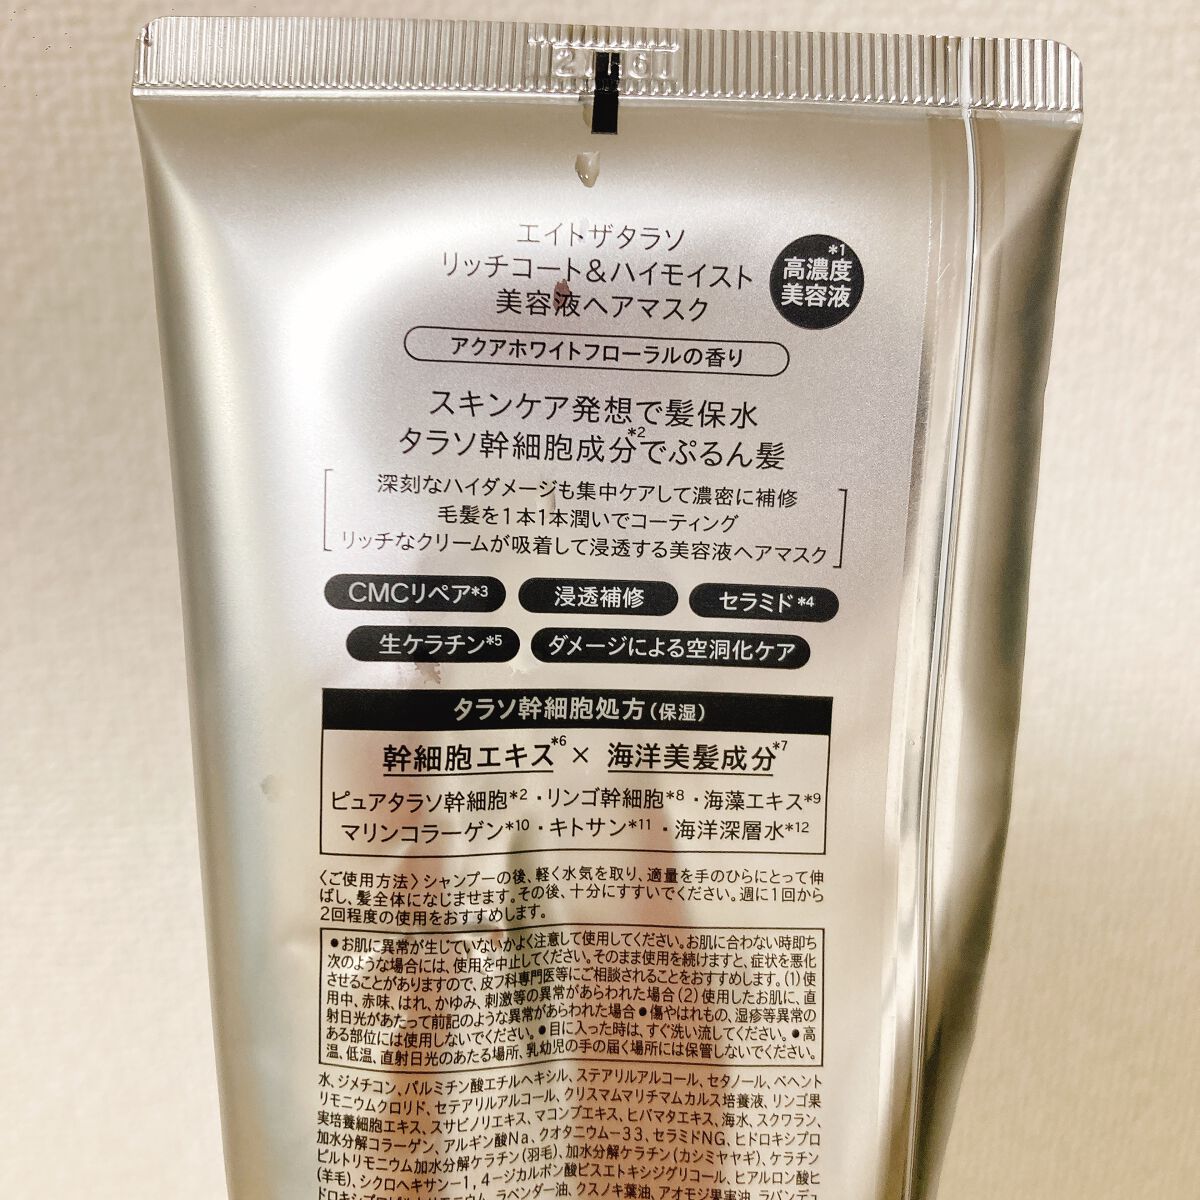 エイトザタラソ
リッチコート&ハイモイスト
美容液ヘアマスク
*1
高濃度
美容液
アクアホワイトフローラルの香り
スキンケア発想で髪保水
タラソ幹細胞成分*2でぷるん髪
深刻なハイダメージも集中ケアして濃密に補修
毛髪を1本1本潤いでコーティング
リッチなクリームが吸着して浸透する美容液ヘアマスク
CMCリペア*3 浸透補修 セラミド*4
生ケラチン*5 ダメージによる空洞化ケア
タラソ幹細胞処方(保湿)
幹細胞エキス*6 × 海洋美髪成分*7
ピュアタラソ幹細胞*2・リンゴ幹細胞*8・海藻エキス*9
マリンコラーゲン*10・キトサン*11・海洋深層水*12
〈ご使用方法〉シャンプーの後、軽く水気を取り、適量を手のひらにとって伸
ばし、髪全体になじませます。その後、十分にすすいでください。週に1回から
2回程度の使用をおすすめします。
●お肌に異常が生じていないかよく注意して使用してください。お肌に合わない時即ち
次のような場合には、使用を中止してください。そのまま使用を続けますと、症状を悪化
させることがありますので、皮フ科専門医等にご相談されることをおすすめします。(1)使
用中、赤味、はれ、かゆみ、刺激等の異常があらわれた場合(2)使用したお肌に、直
射日光があたって前記のような異常があらわれた場合●傷やはれもの、湿疹等異常の
ある部位には使用しないでください。●目に入った時は、すぐ洗い流してください。●高
温、低温、直射日光のあたる場所、乳幼児の手の届く場所には保管しないでください。
水、ジメチコン、パルミチン酸エチルヘキシル、ステアリルアルコール、セタノール、ベヘント
リモニウムクロリド、セテアリルアルコール、クリスマムマリチマムカルス培養液、リンゴ果
実培養細胞エキス、スサビノリエキス、マコンブエキス、ヒバマタエキス、海水、スクワラン、
加水分解コラーゲン、アルギン酸Na、クオタニウム-33、セラミドNG、ヒドロキシプロ
ピルトリモニウム加水分解ケラチン(羽毛)、加水分解ケラチン(カシミヤヤギ)、ケラチン
(羊毛)、シクロヘキサン-1,4-ジカルボン酸ビスエトキシジグリコール、ヒアルロン酸ヒ
ドロキシプロピルトリモニウム、ラベンダー油、クスノキ葉油、アオモジ果実油、ラバンデュ